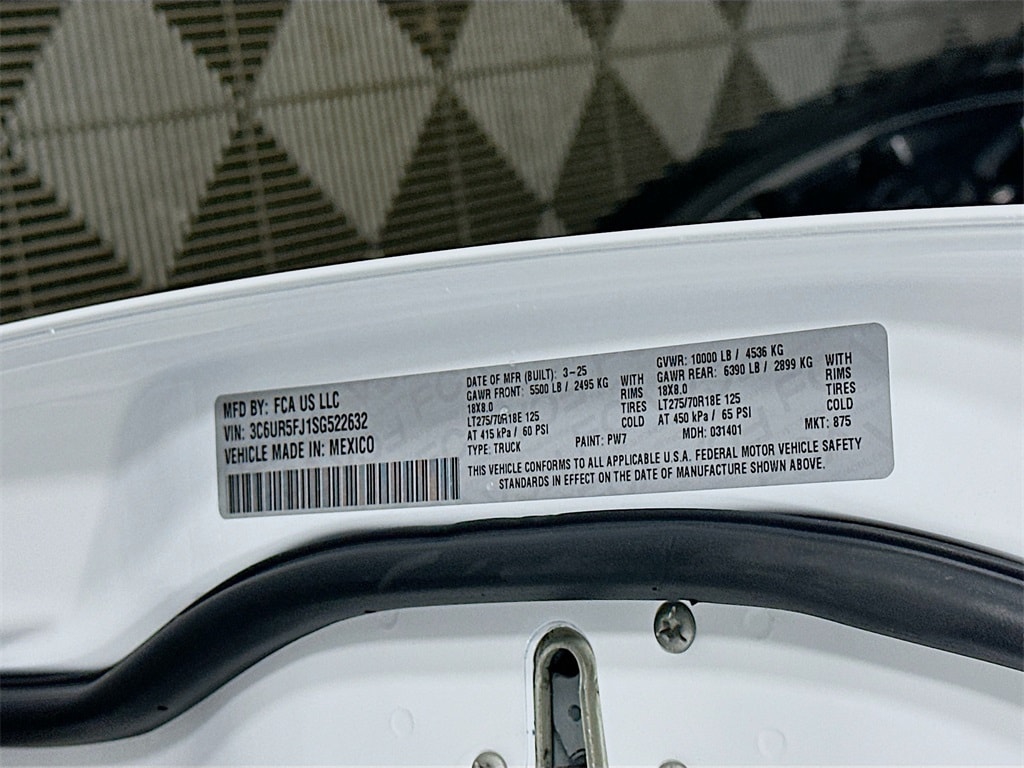 MFD BY: FCA US LLC
VIN: 3C6UR5FJ1SG522632
VEHICLE MADE IN: MEXICO
DATE OF MFR (BUILT): 3-25
GAWR FRONT: 5500 LB / 2495 KG WITH
18X8.0 RIMS
LT275/70R18E 125 TIRES
AT 415 kPa / 60 PSI COLD
TYPE: TRUCK PAINT: PW7
GVWR: 10000 LB / 4536 KG
GAWR REAR: 6390 LB / 2899 KG WITH
18X8.0 RIMS
LT275/70R18E 125 TIRES
AT 450 kPa / 65 PSI COLD
MDH: 031401 MKT: 875
THIS VEHICLE CONFORMS TO ALL APPLICABLE U.S.A. FEDERAL MOTOR VEHICLE SAFETY
STANDARDS IN EFFECT ON THE DATE OF MANUFACTURE SHOWN ABOVE.